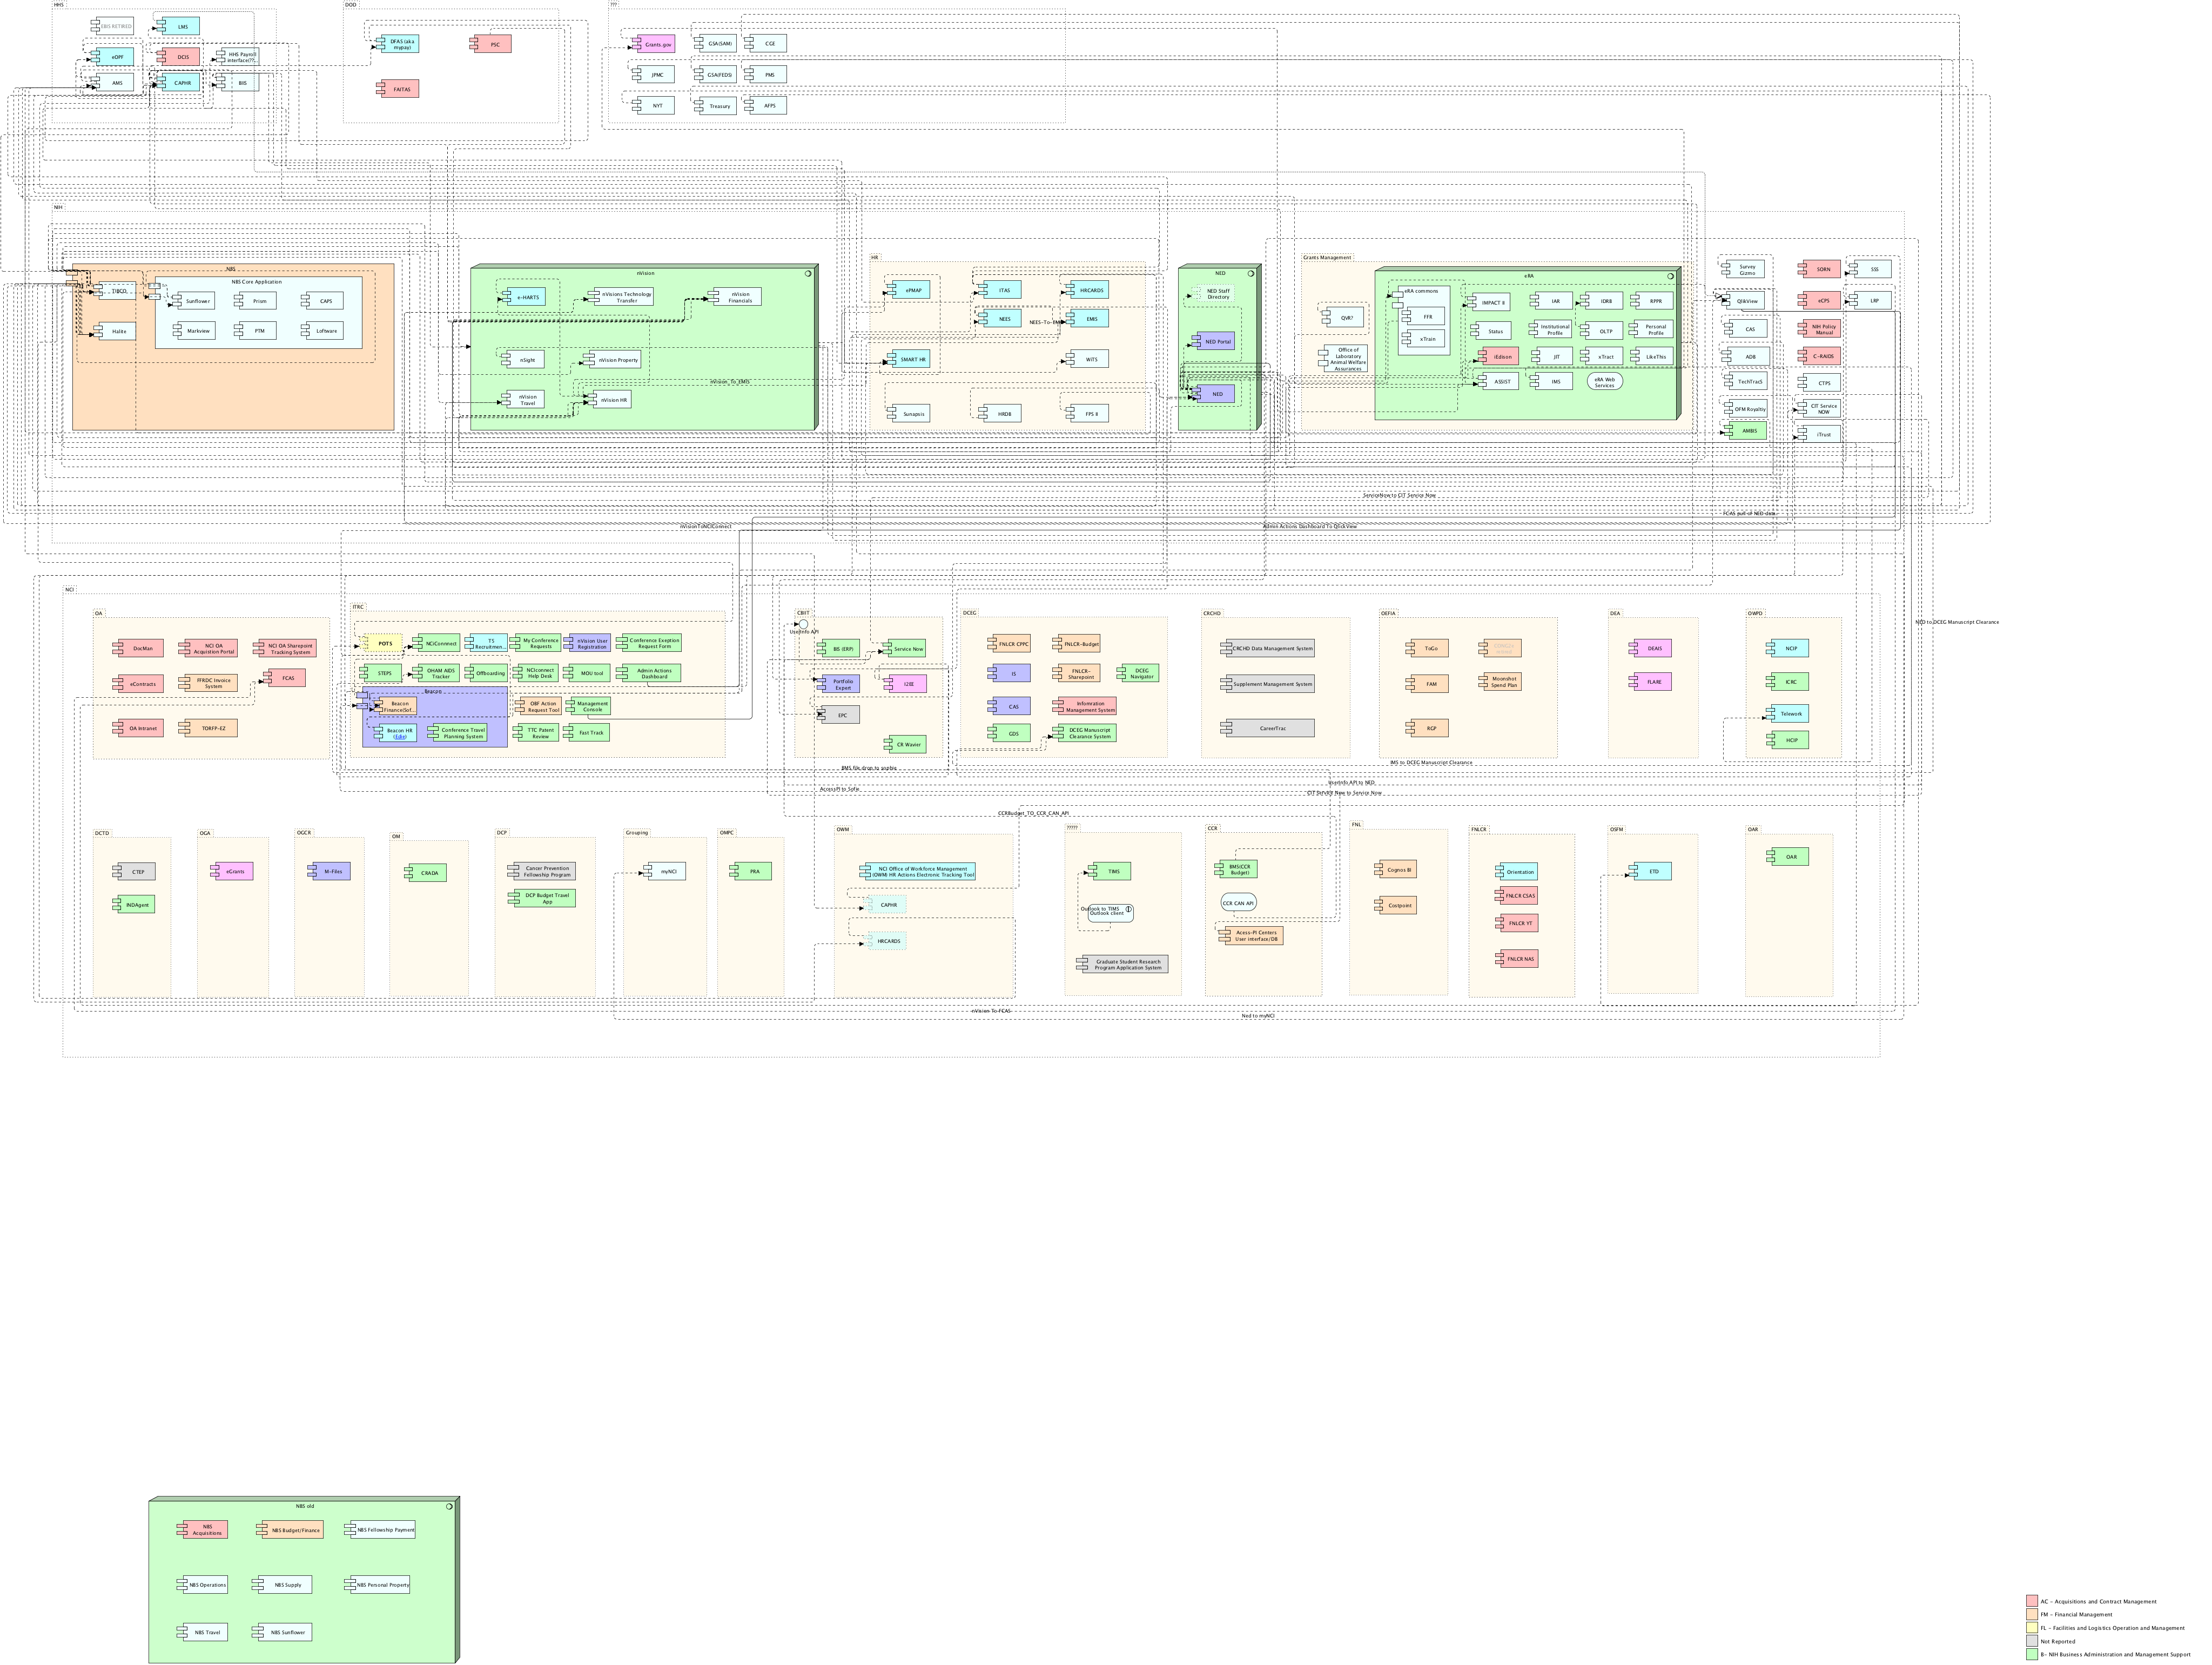 HHS
EBIS RETIRED
LMS
eOPF
DCIS
HHS Payroll
interface(??...
AMS
CAPHR
BIIS
DOD
DFAS (aka
mypay)
PSC
FAITAS
???
Grants.gov
GSA(SAM)
CGE
JPMC
GSA(FEDS)
PMS
NYT
Treasury
AFPS
NIH
NBS
TIBCO
Halite
NBS Core Application
Sunflower
Prism
CAPS
Markview
PTM
Loftware
nVision
e-HARTS
nVisions Technology
Transfer
nVision
Financials
nSight
nVision Property
nVision_To_EMIS
nVision
Travel
nVision HR
HR
ePMAP
ITAS
HRCARDS
NEES
NEES-To-EM
EMIS
SMART HR
WiTS
Sunapsis
HRDB
FPS II
NED
NED Staff
Directory
NED Portal
NED
Grants Management
QVR?
Office of
Laboratory
Animal Welfare
Assurances
eRA
eRA commons
FFR
xTrain
IMPACT II
IAR
IDRB
RPPR
Status
Institutional
Profile
OLTP
Personal
Profile
iEdison
JIT
xTract
LikeThis
ASSIST
IMS
eRA Web
Services
Survey
Gizmo
SORN
SSS
QlikView
eCPS
LRP
CAS
NIH Policy
Manual
ADB
C-RAIDS
TechTracS
CTPS
OFM Royaltiy
CIT Service
NOW
AMBIS
iTrust
ServiceNow to CIT Service Now
FCAS pull of NED data
nVisionToNCIConnect
Admin Actions Dashboard To QlickView
NCI
OA
DocMan
NCI OA
Acquisition Portal
NCI OA Sharepoint
Tracking System
eContracts
FFRDC Invoice
System
FCAS
OA Intranet
TORFP-EZ
ITRC
POTS
NCIConnnect
T5
Recruitmen...
My Conference
Requests
nVision User
Registration
Conference Exeption
Request Form
STEPS
OHAM AIDS
Tracker
Offboarding
NCIconnect
Help Desk
MOU tool
Admin Actions
Dashboard
Beacon
Beacon
Finance(Sof...
OBF Action
Request Tool
Management
Console
Beacon HR
(Edie)
Conference Travel
Planning System
TTC Patent
Review
Fast Track
CBIIT
UserInfo API
BIS (ERP)
Service Now
Portfolio
Expert
I2EE
EPC
CR Wavier
DCEG
FNLCR CPPC
FNLCR-Budget
IS
FNLCR-
Sharepoint
DCEG
Navigator
CAS
Infomration
Management System
GDS
DCEG Manuscript
Clearance System
CRCHD
CRCHD Data Management System
Supplement Management System
CareerTrac
OEFIA
ToGo
FAM
Moonshot
Spend Plan
RGP
DEA
DEAIS
FLARE
OWPD
NCIP
ICRC
Telework
HCIP
NED to DCEG Manuscript Clearance
BMS file drop to sophie
IMS to DCEG Manuscript Clearance
UserInfo API to NED
AccessPI to Sofie
CIT Service Now to Service Now
CCRBudget_TO_CCR_CAN_API
DCTD
CTEP
INDAgent
OGA
eGrants
OGCR
M-Files
OM
CRADA
DCP
Cancer Prevention
Fellowship Program
DCP Budget Travel
App
Grouping
myNCI
OMPC
PRA
OWM
NCI Office of Workforce Management
(OWM) HR Actions Electronic Tracking Tool
CAPHR
HRCARDS
?????
TIMS
Outlook to TIMS
Outlook client
Graduate Student Research
Program Application System
CCR
BMS(CCR
Budget)
CCR CAN API
Acess-PI Centers
User interface/DB
FNL
Cognos BI
Costpoint
FNLCR
Orientation
FNLCR CSAS
FNLCR YT
FNLCR NAS
OSFM
ETD
OAR
OAR
nVision To FCAS
Ned to myNCI
NBS old
NBS
Acquisitions
NBS Budget/Finance
NBS Fellowship Payment
NBS Operations
NBS Supply
NBS Personal Property
NBS Travel
NBS Sunflower
AC - Acquisitions and Contract Management
FM - Financial Management
FL - Facilities and Logistics Operation and Management
Not Reported
B- NIH Business Administration and Management Support